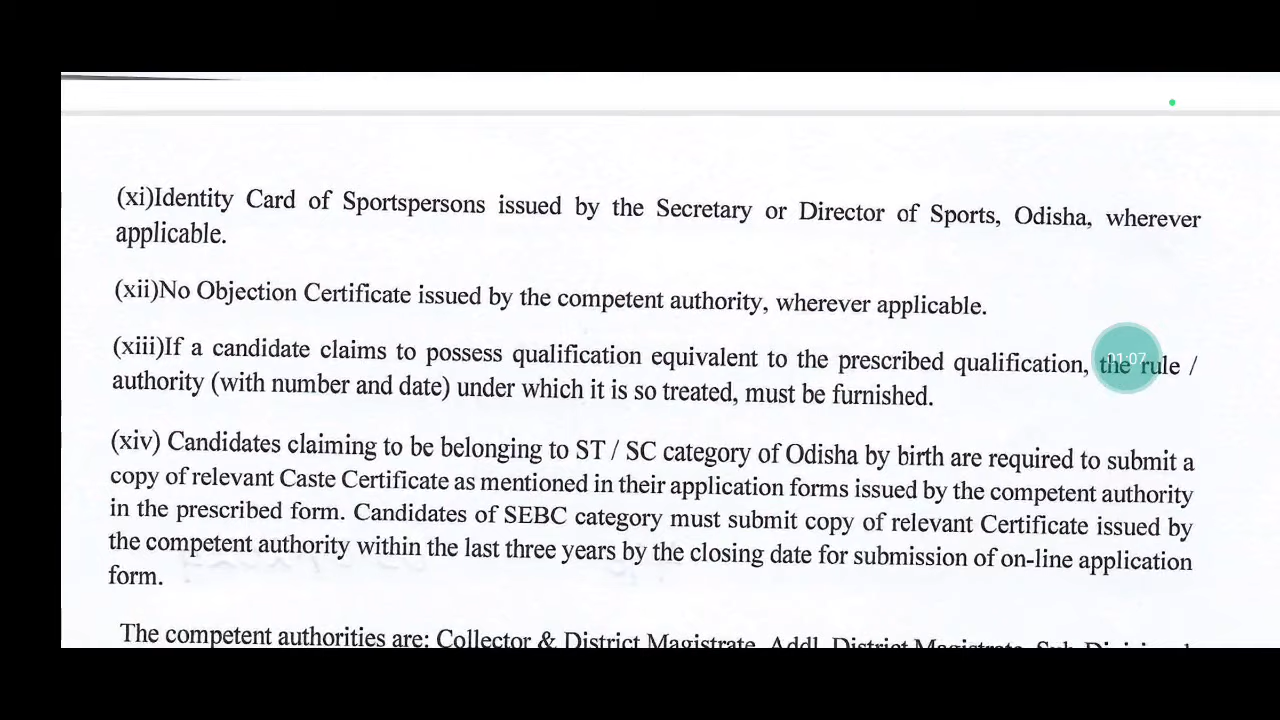 (xi)Identity Card of Sportspersons issued by the Secretary or Director of Sports, Odisha, wherever
applicable.
(xii)No Objection Certificate issued by the competent authority, wherever applicable.
(xiii)If a candidate claims to possess qualification equivalent to the prescribed qualification, the rule /
01:07
authority (with number and date) under which it is so treated, must be furnished.
(xiv) Candidates claiming to be belonging to ST / SC category of Odisha by birth are required to submit a
copy of relevant Caste Certificate as mentioned in their application forms issued by the competent authority
in the prescribed form. Candidates of SEBC category must submit copy of relevant Certificate issued by
the competent authority within the last three years by the closing date for submission of on-line application
form.
The competent authorities are: Collector & District Magistrate, Addl. District Magistrate, Sub-Divisional